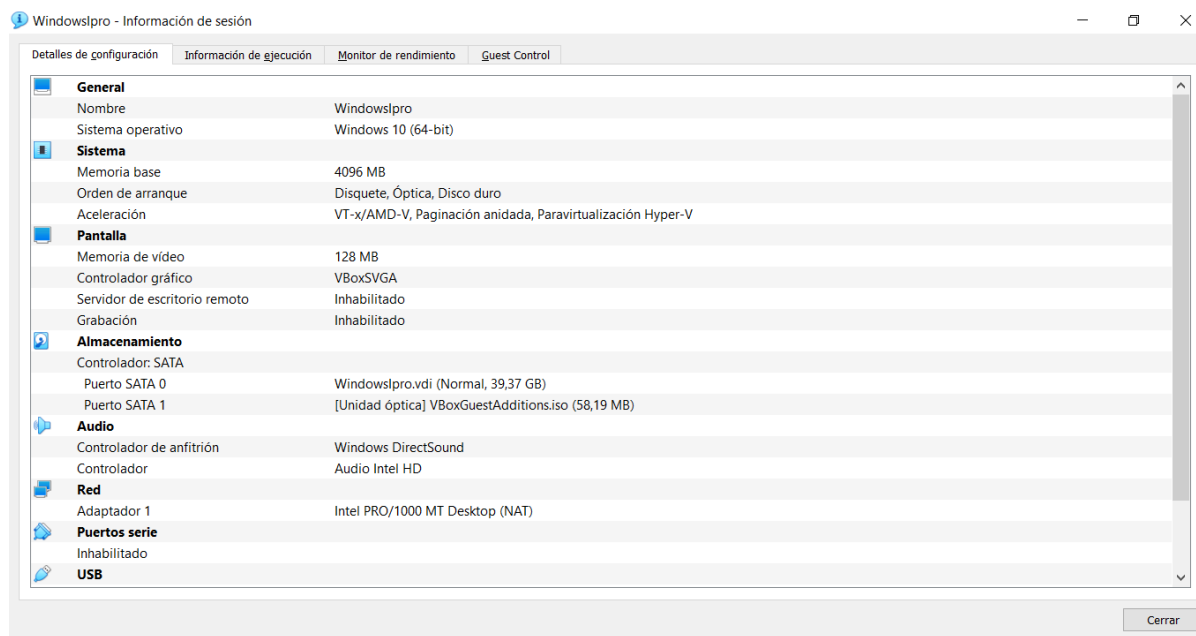 WindowsIpro - Información de sesión
Detalles de configuración Información de ejecución Monitor de rendimiento Guest Control
General
Nombre WindowsIpro
Sistema operativo Windows 10 (64-bit)
Sistema
Memoria base 4096 MB
Orden de arranque Disquete, Óptica, Disco duro
Aceleración VT-x/AMD-V, Paginación anidada, Paravirtualización Hyper-V
Pantalla
Memoria de vídeo 128 MB
Controlador gráfico VBoxSVGA
Servidor de escritorio remoto Inhabilitado
Grabación Inhabilitado
Almacenamiento
Controlador: SATA
Puerto SATA 0 WindowsIpro.vdi (Normal, 39,37 GB)
Puerto SATA 1 [Unidad óptica] VBoxGuestAdditions.iso (58,19 MB)
Audio
Controlador de anfitrión Windows DirectSound
Controlador Audio Intel HD
Red
Adaptador 1 Intel PRO/1000 MT Desktop (NAT)
Puertos serie
Inhabilitado
USB
Cerrar